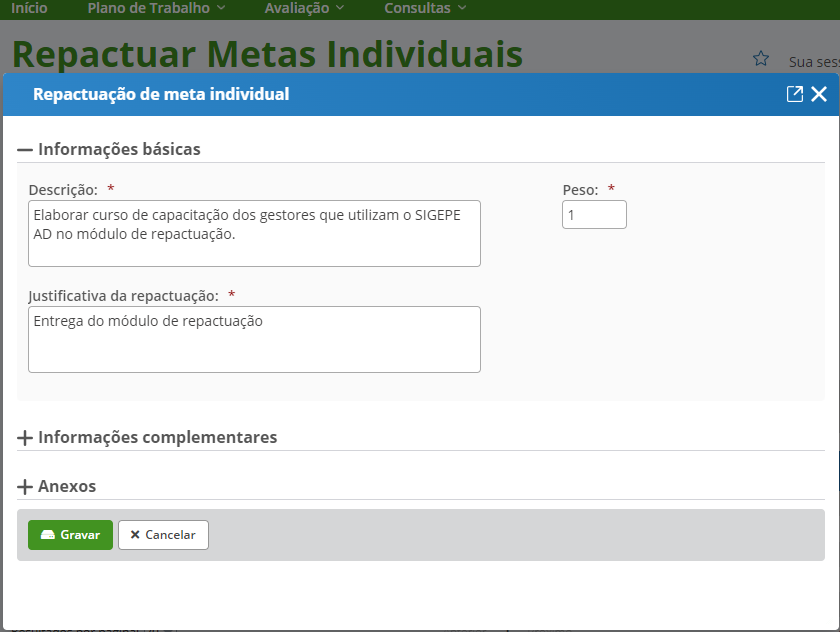 Início Plano de Trabalho Avaliação Consultas
Repactuar Metas Individuais
Sua
Repactuação de meta individual
Informações básicas
Descrição: * Peso: *
Elaborar curso de capacitação dos gestores que utilizam o SIGEPE 1
AD no módulo de repactuação.
Justificativa da repactuação: *
Entrega do módulo de repactuação
Informações complementares
Anexos
Gravar Cancelar